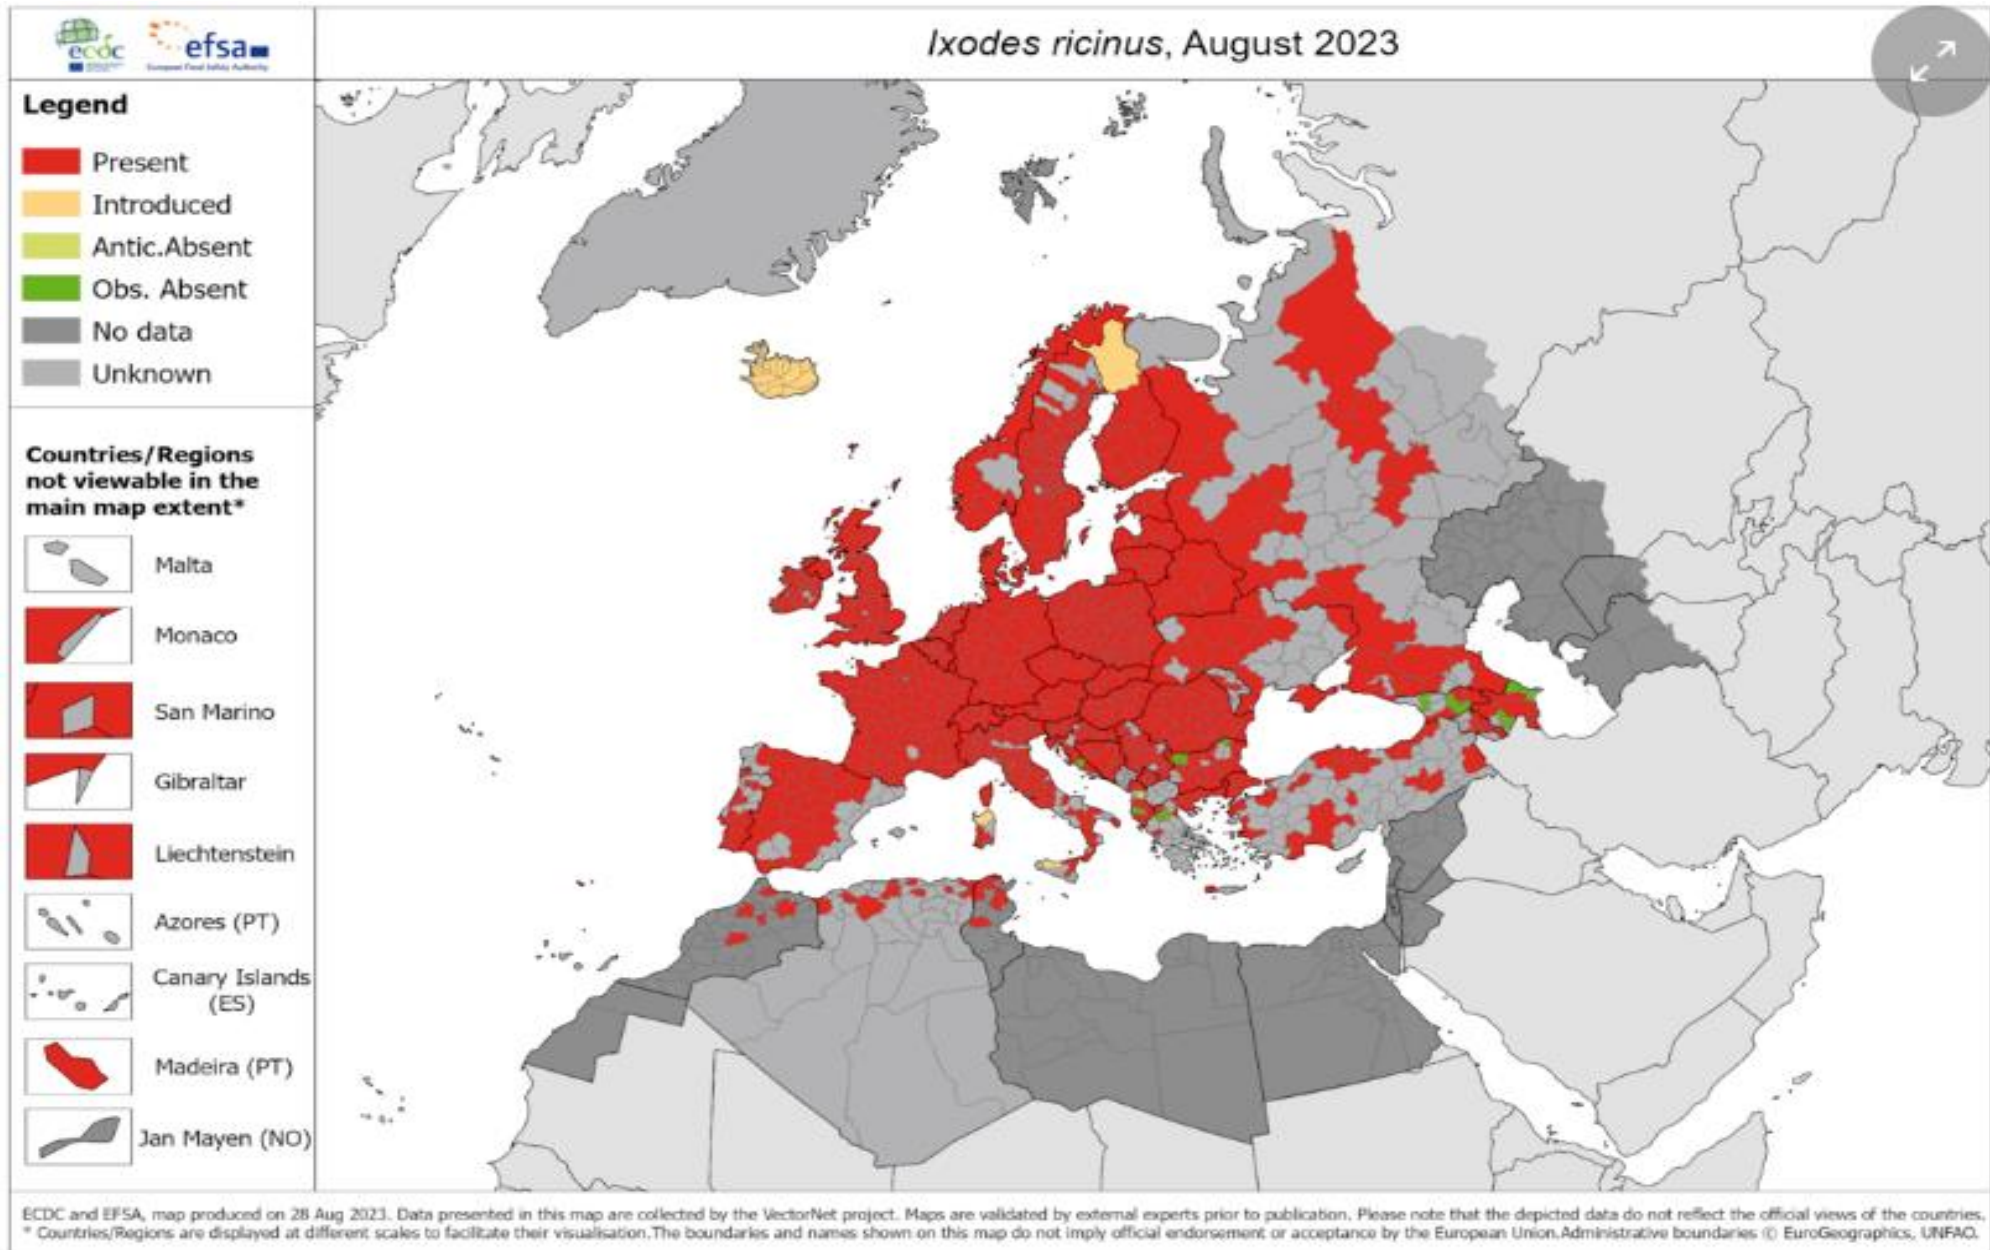 ecdc
efsa
European Food Safety Authority
Ixodes ricinus, August 2023
Legend
Present
Introduced
Antic.Absent
Obs. Absent
No data
Unknown
Countries/Regions
not viewable in the
main map extent*
Malta
Monaco
San Marino
Gibraltar
Liechtenstein
Azores (PT)
Canary Islands
(ES)
Madeira (PT)
Jan Mayen (NO)
ECDC and EFSA, map produced on 28 Aug 2023. Data presented in this map are collected by the VectorNet project. Maps are validated by external experts prior to publication. Please note that the depicted data do not reflect the official views of the countries.
* Countries/Regions are displayed at different scales to facilitate their visualisation.The boundaries and names shown on this map do not imply official endorsement or acceptance by the European Union.Administrative boundaries © EuroGeographics, UNFAO.